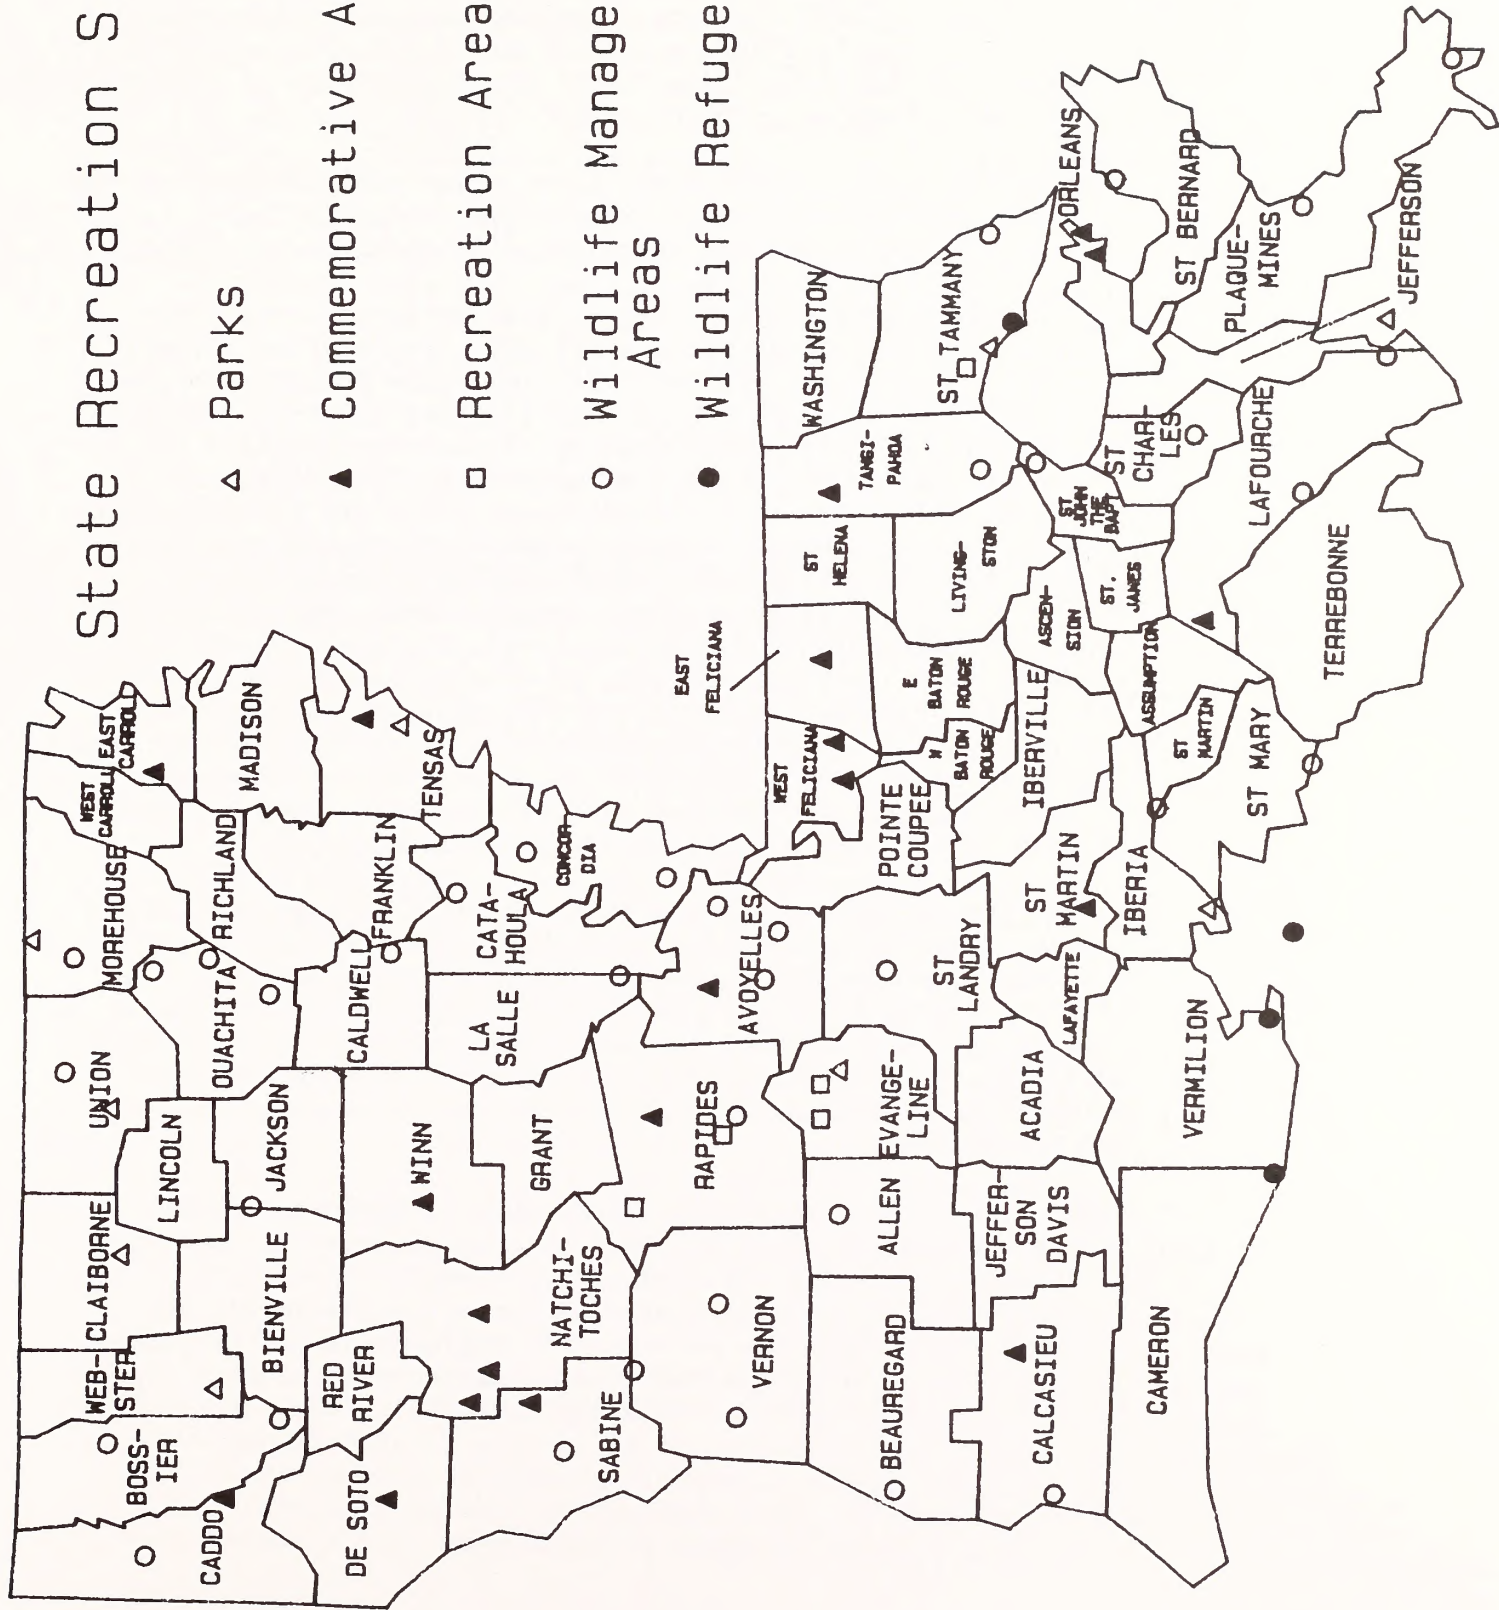 State Recreation S
Parks
Commemorative A
Recreation Area
Wildlife Manage
Areas
Wildlife Refuge
CADDO
BOSS-
IER
WEB-
STER
CLAIBORNE
UNION
MOREHOUSE
WEST
CARROLL
EAST
CARROLL
LINCOLN
OUACHITA
RICHLAND
MADISON
BIENVILLE
JACKSON
DE SOTO
RED
RIVER
WINN
CALDWELL
FRANKLIN
TENSAS
SABINE
NATCHI-
TOCHES
GRANT
LA
SALLE
CATA-
HOULA
CONCOR
DIA
VERNON
RAPIDES
AVOYELLES
EAST
FELICIANA
WEST
FELICIANA
ST
HELENA
TANGI-
PAHOA
WASHINGTON
BEAUREGARD
ALLEN
EVANGE-
LINE
ST
LANDRY
POINTE
COUPEE
W
BATON
ROUGE
E
BATON
ROUGE
LIVING-
STON
ST TAMMANY
CALCASIEU
JEFFER-
SON
DAVIS
ACADIA
LAFAYETTE
ST
MARTIN
IBERVILLE
ASCEN-
SION
ST.
JAMES
ST
JOHN
THE
BAPT
ST
CHAR-
LES
ORLEANS
ST BERNARD
CAMERON
VERMILION
IBERIA
ST
MARTIN
ASSUMPTION
ST MARY
TERREBONNE
LAFOURCHE
PLAQUE-
MINES
JEFFERSON